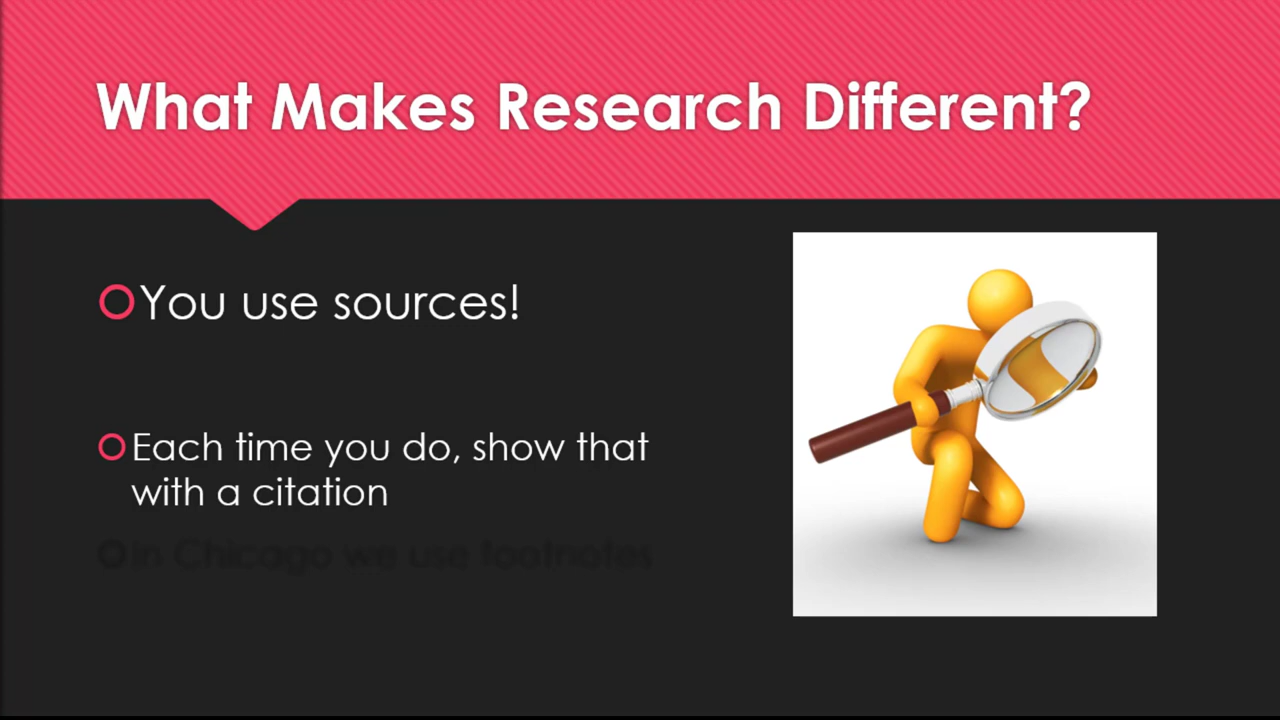 What Makes Research Different?
You use sources!
Each time you do, show that
with a citation
In Chicago we use footnotes